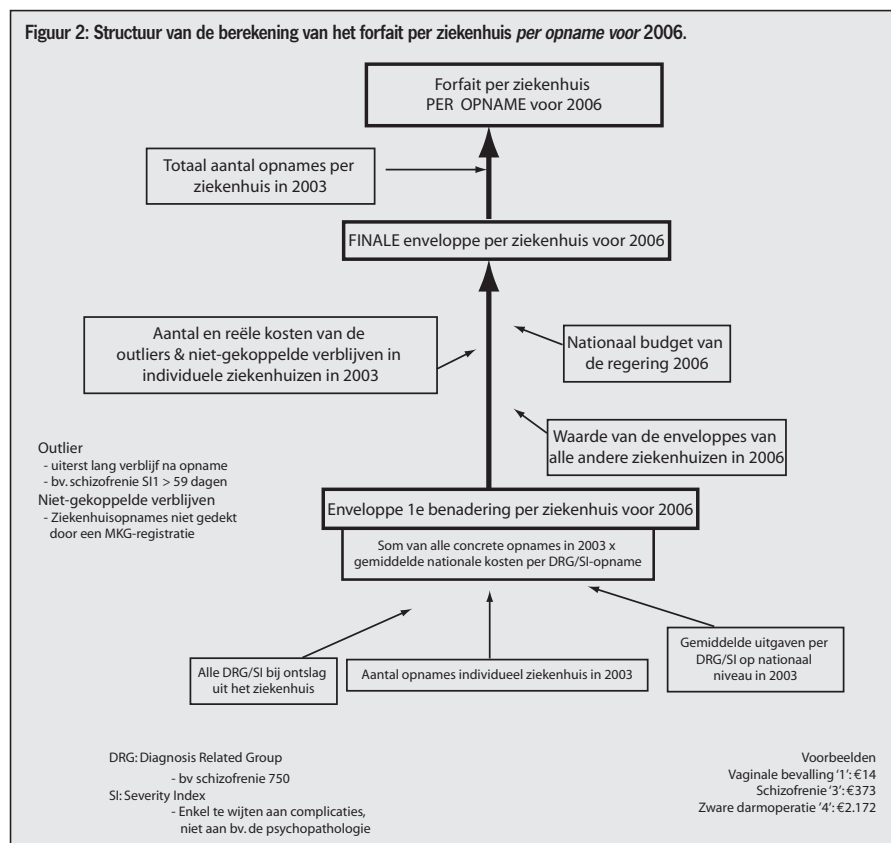 Figuur 2: Structuur van de berekening van het forfait per ziekenhuis per opname voor 2006.
Forfait per ziekenhuis
PER OPNAME voor 2006
Totaal aantal opnames per
ziekenhuis in 2003
FINALE enveloppe per ziekenhuis voor 2006
Aantal en reële kosten van de
outliers & niet-gekoppelde verblijven in
individuele ziekenhuizen in 2003
Nationaal budget van
de regering 2006
Waarde van de enveloppes van
alle andere ziekenhuizen in 2006
Outlier
- uiterst lang verblijf na opname
- bv. schizofrenie SI1 > 59 dagen
Niet-gekoppelde verblijven
- Ziekenhuisopnames niet gedekt
door een MKG-registratie
Enveloppe 1e benadering per ziekenhuis voor 2006
Som van alle concrete opnames in 2003 x
gemiddelde nationale kosten per DRG/SI-opname
Alle DRG/SI bij ontslag
uit het ziekenhuis
Aantal opnames individueel ziekenhuis in 2003
Gemiddelde uitgaven per
DRG/SI op nationaal
niveau in 2003
DRG: Diagnosis Related Group
- bv schizofrenie 750
SI: Severity Index
- Enkel te wijten aan complicaties,
niet aan bv. de psychopathologie
Voorbeelden
Vaginale bevalling '1': €14
Schizofrenie '3': €373
Zware darmoperatie '4': €2.172